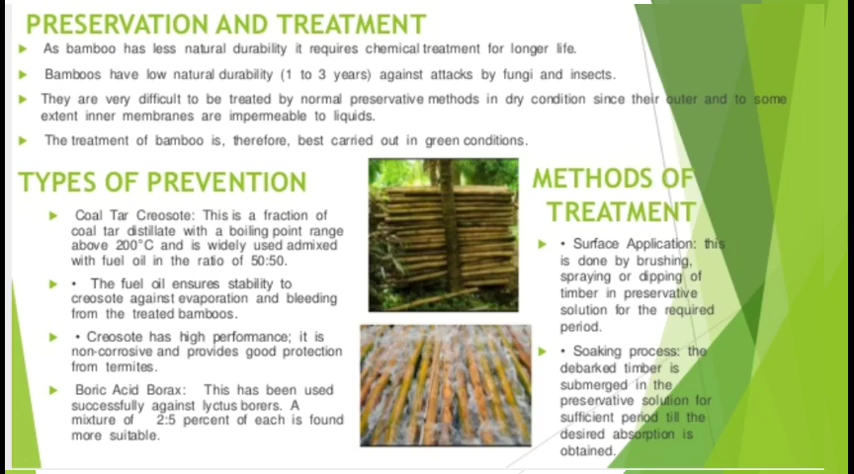 PRESERVATION AND TREATMENT
As bamboo has less natural durability it requires chemical treatment for longer life.
Bamboos have low natural durability (1 to 3 years) against attacks by fungi and insects.
They are very difficult to be treated by normal preservative methods in dry condition since their outer and to some
extent inner membranes are impermeable to liquids.
The treatment of bamboo is, therefore, best carried out in green conditions.
TYPES OF PREVENTION
Coal Tar Creosote: This is a fraction of
coal tar distillate with a boiling point range
above 200°C and is widely used admixed
with fuel oil in the ratio of 50:50.
• The fuel oil ensures stability to
creosote against evaporation and bleeding
from the treated bamboos.
• Creosote has high performance; it is
non-corrosive and provides good protection
from termites.
Boric Acid Borax: This has been used
successfully against lyctus borers. A
mixture of 2:5 percent of each is found
more suitable.
METHODS OF
TREATMENT
• Surface Application: this
is done by brushing,
spraying or dipping of
timber in preservative
solution for the required
period.
• Soaking process: the
debarked timber is
submerged in the
preservative solution for
sufficient period till the
desired absorption is
obtained.